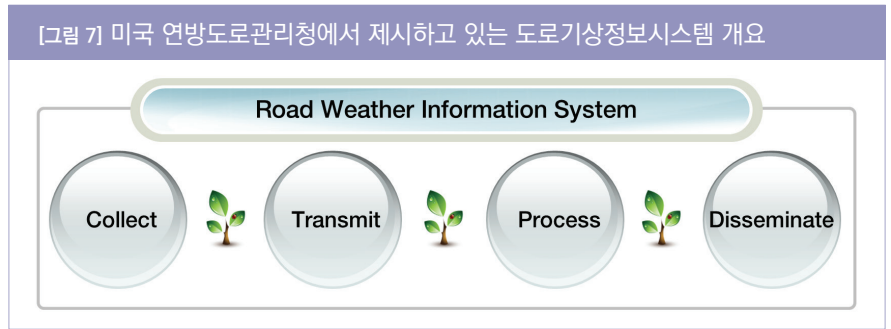 [그림 7] 미국 연방도로관리청에서 제시하고 있는 도로기상정보시스템 개요
Road Weather Information System
Collect
Transmit
Process
Disseminate